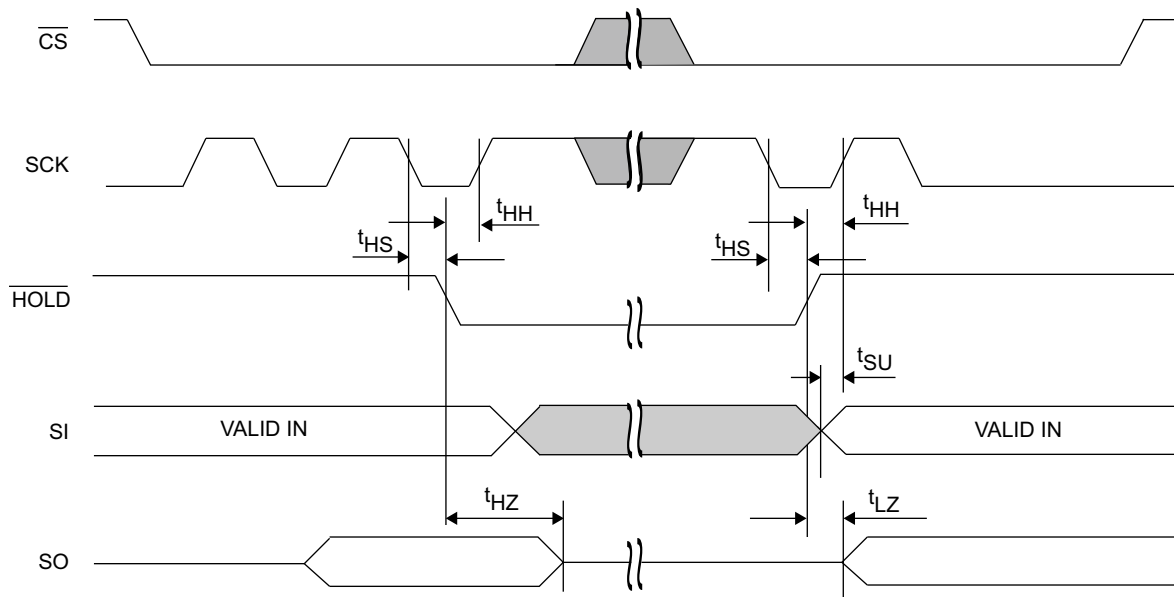 CS
SCK
tHH
tHH
tHS
tHS
HOLD
tSU
SI
VALID IN
VALID IN
tHZ
tLZ
SO